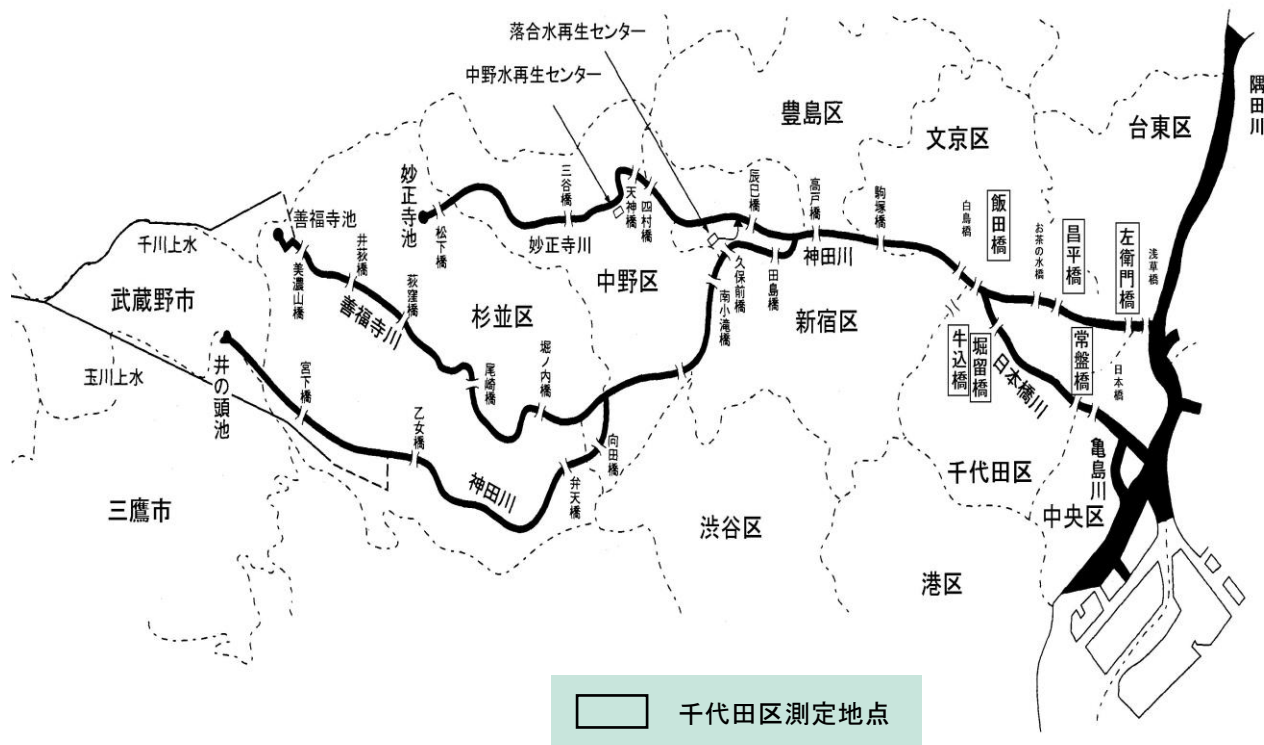 落合水再生センター
中野水再生センター
豊島区
文京区
台東区
隅田川
妙正寺池
松下橋
三谷橋
妙正寺川
天神橋
四村橋
辰巳橋
高戸橋
駒塚橋
白鳥橋
飯田橋
お茶の水橋
昌平橋
左衛門橋
浅草橋
善福寺池
千川上水
美濃山橋
井荻橋
荻窪橋
善福寺川
武蔵野市
杉並区
中野区
久保前橋
田島橋
神田川
南小滝橋
新宿区
牛込橋
堀留橋
日本橋川
常盤橋
日本橋
玉川上水
井の頭池
宮下橋
尾崎橋
堀ノ内橋
乙女橋
向田橋
弁天橋
神田川
千代田区
亀島川
中央区
三鷹市
渋谷区
港区
千代田区測定地点